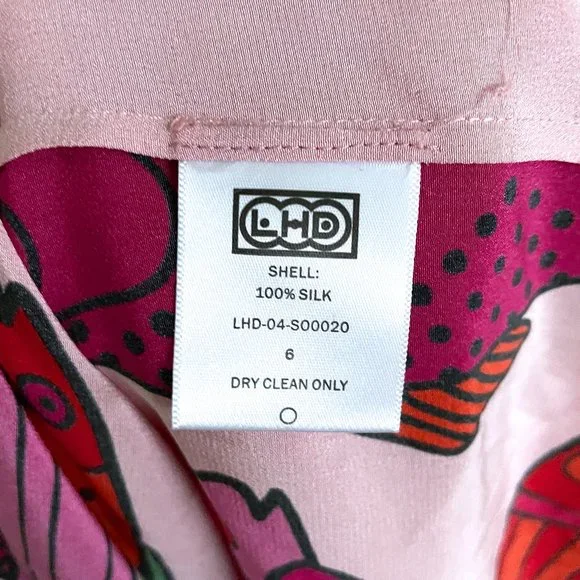 LHD
SHELL:
100% SILK
LHD-04-S00020
6
DRY CLEAN ONLY